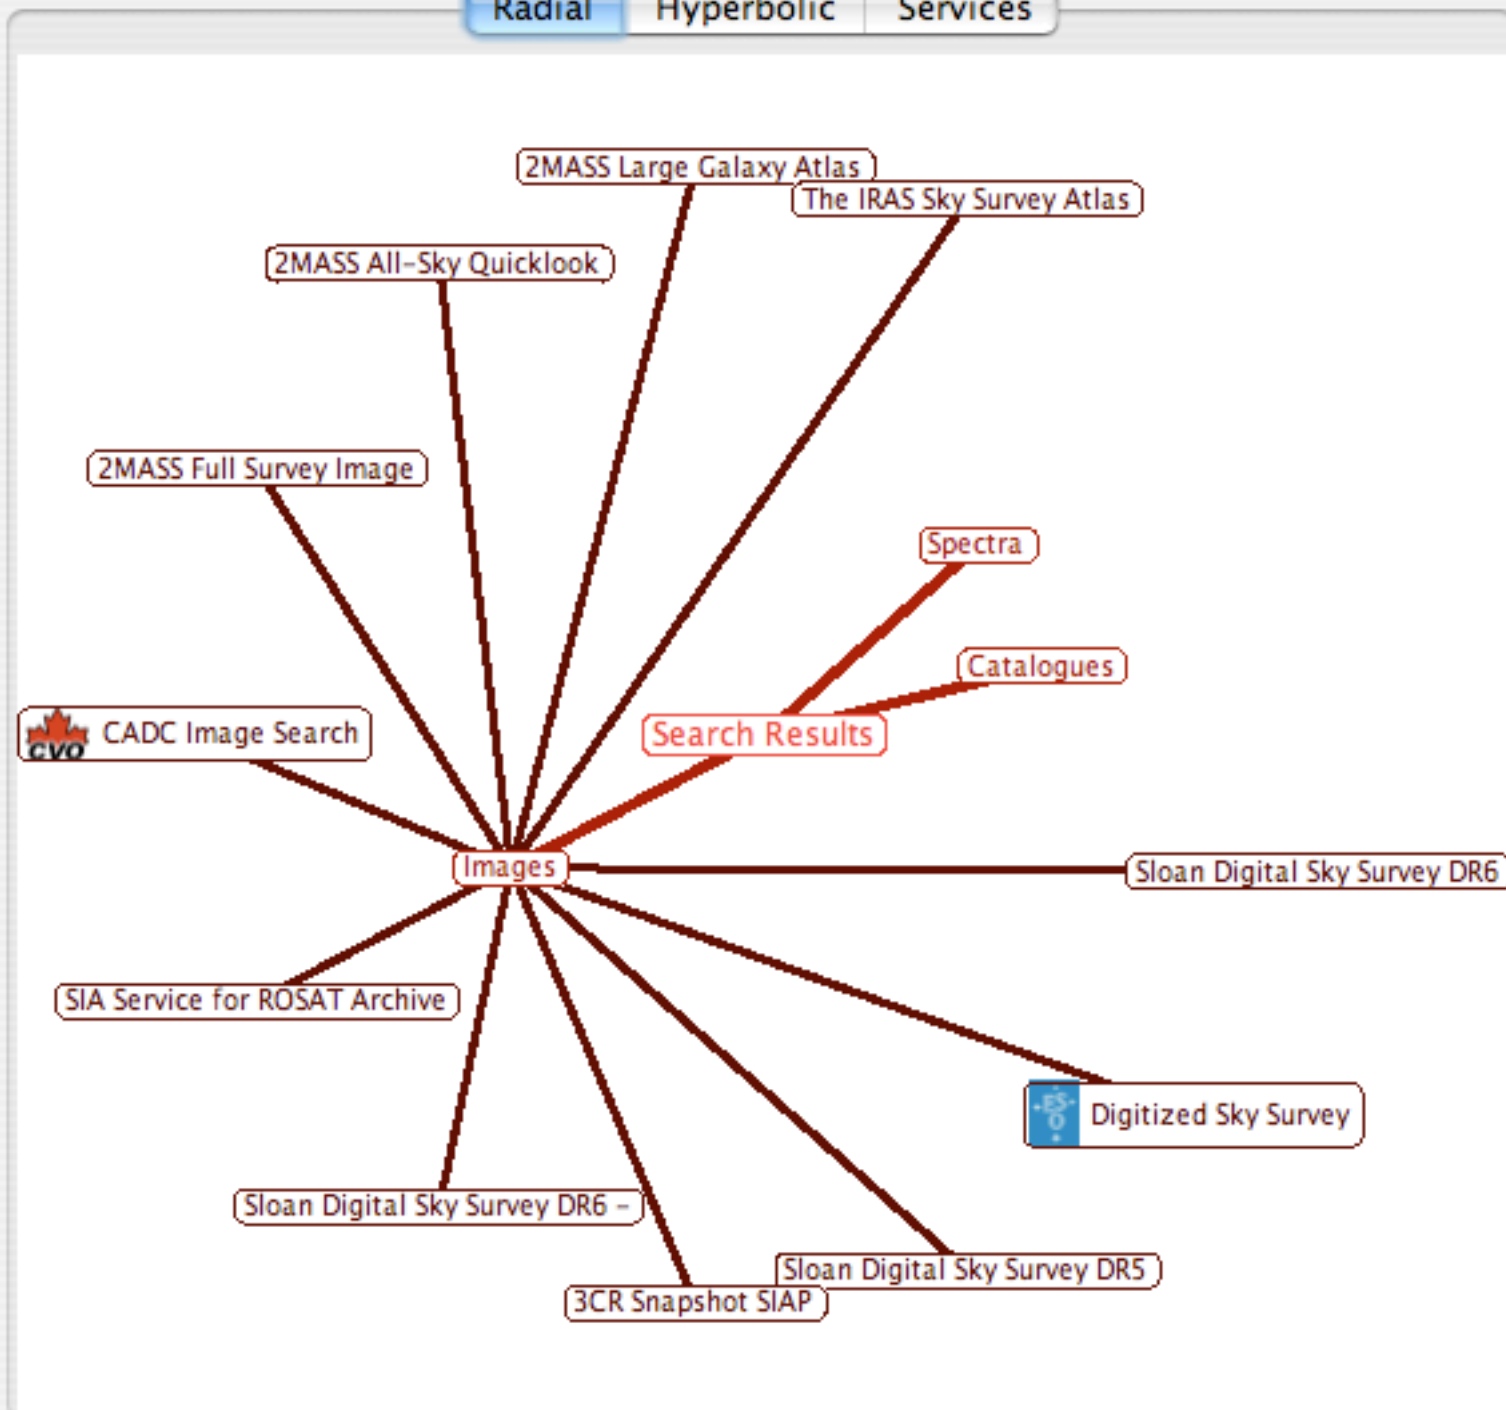 Radial Hyperbolic Services
2MASS Large Galaxy Atlas
The IRAS Sky Survey Atlas
2MASS All-Sky Quicklook
2MASS Full Survey Image
Spectra
Catalogues
CVO CADC Image Search
Search Results
Images
Sloan Digital Sky Survey DR6
SIA Service for ROSAT Archive
ESO Digitized Sky Survey
Sloan Digital Sky Survey DR6 -
Sloan Digital Sky Survey DR5
3CR Snapshot SIAP